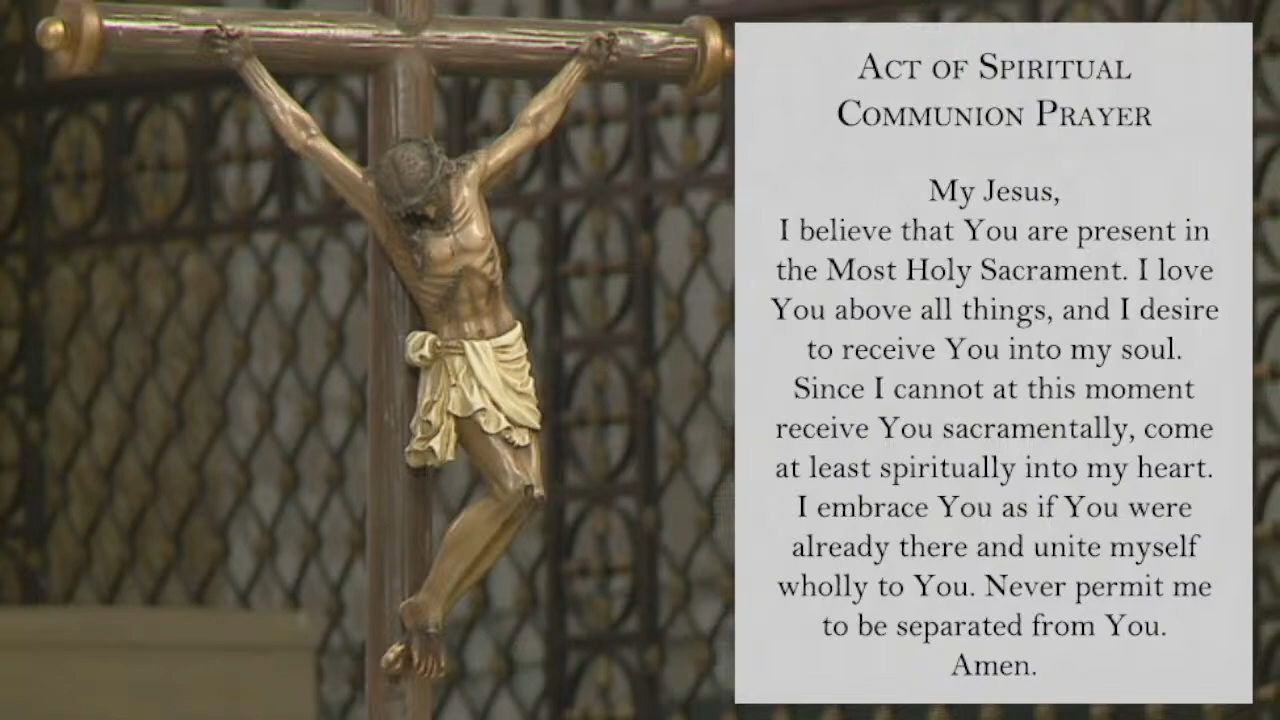 Act of Spiritual
Communion Prayer
My Jesus,
I believe that You are present in
the Most Holy Sacrament. I love
You above all things, and I desire
to receive You into my soul.
Since I cannot at this moment
receive You sacramentally, come
at least spiritually into my heart.
I embrace You as if You were
already there and unite myself
wholly to You. Never permit me
to be separated from You.
Amen.